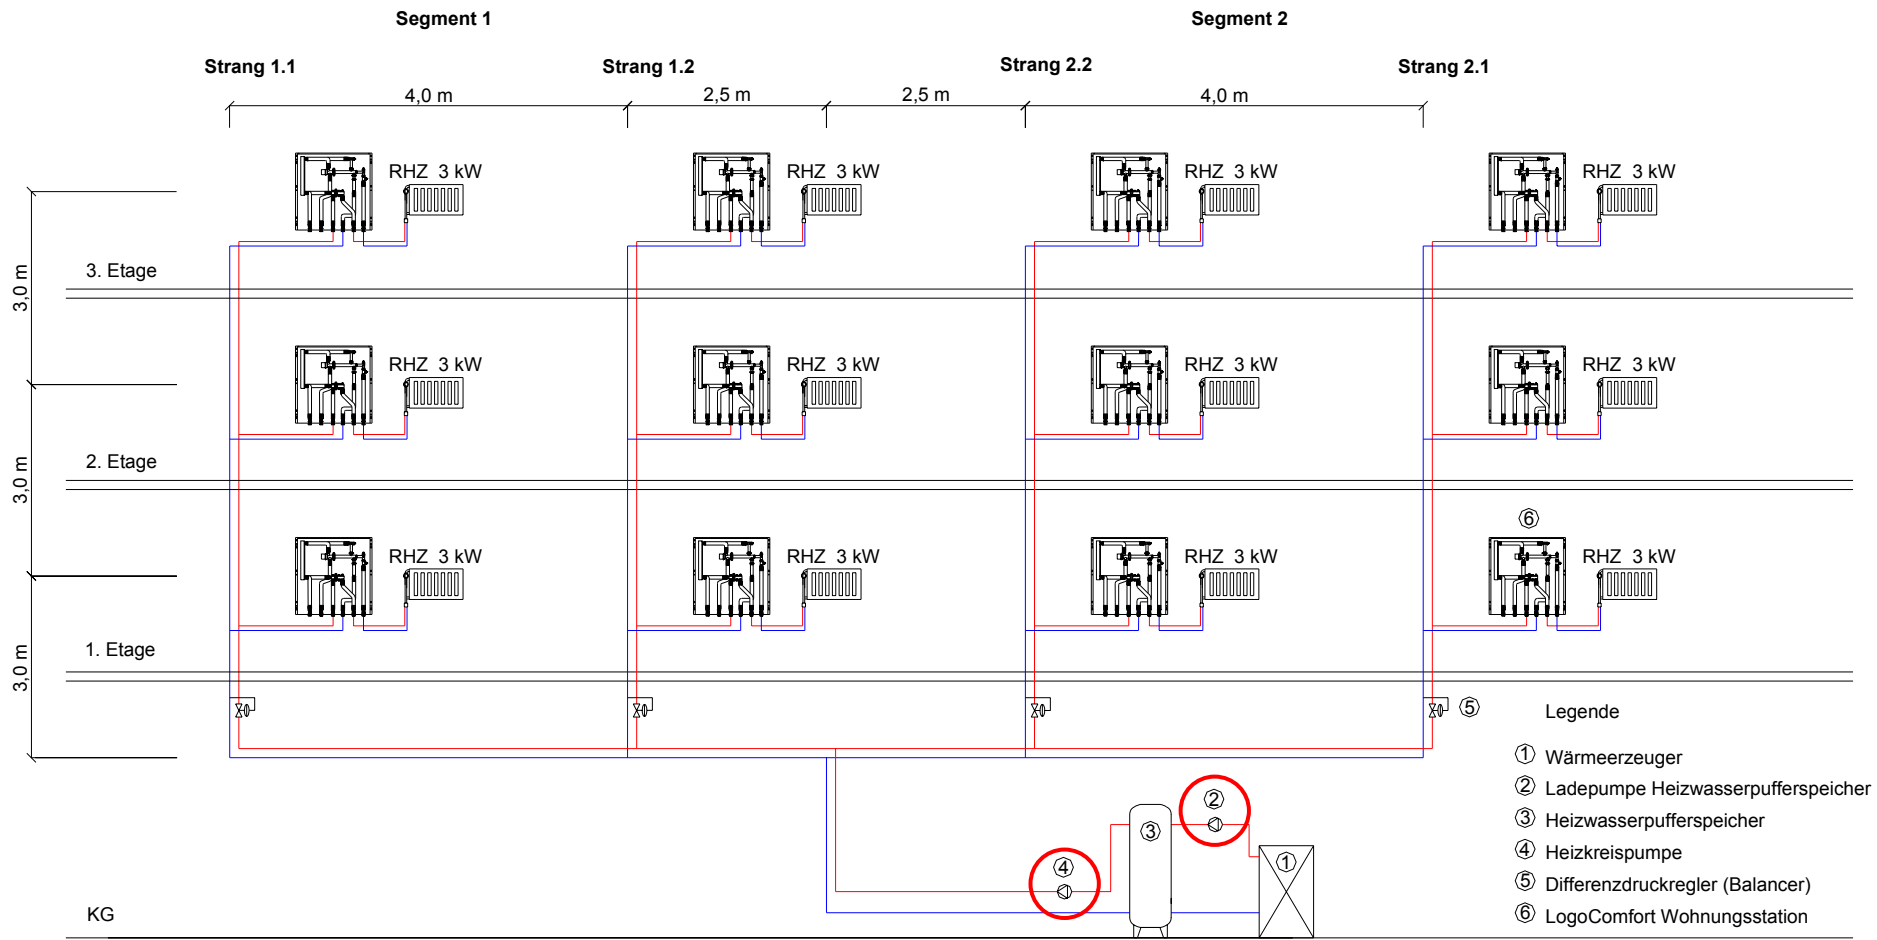 Segment 1
Segment 2
Strang 1.1
Strang 1.2
Strang 2.2
Strang 2.1
4,0 m
2,5 m
2,5 m
4,0 m
RHZ 3 kW
RHZ 3 kW
RHZ 3 kW
RHZ 3 kW
3,0 m
3. Etage
RHZ 3 kW
RHZ 3 kW
RHZ 3 kW
RHZ 3 kW
3,0 m
2. Etage
6
RHZ 3 kW
RHZ 3 kW
RHZ 3 kW
RHZ 3 kW
3,0 m
1. Etage
5
Legende
1 Wärmeerzeuger
2 Ladepumpe Heizwasserpufferspeicher
3 Heizwasserpufferspeicher
4 Heizkreispumpe
5 Differenzdruckregler (Balancer)
6 LogoComfort Wohnungsstation
2
3
4
1
KG